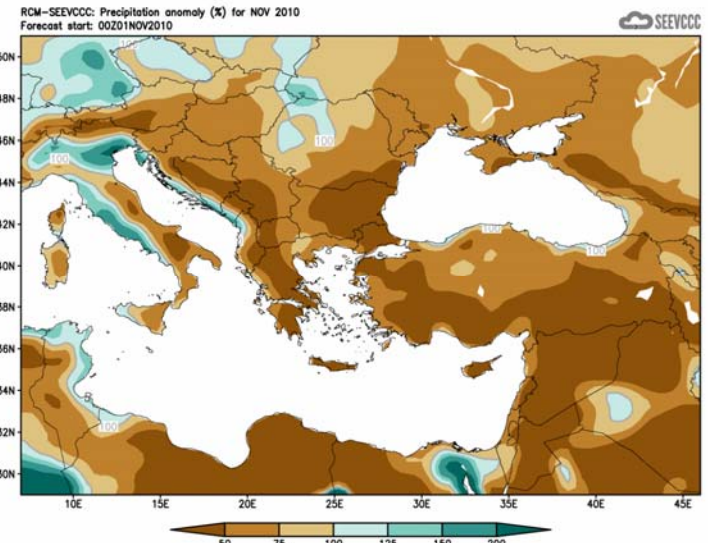 RCM-SEEVCCC: Precipitation anomaly (%) for NOV 2010
Forecast start: 00Z01NOV2010
SEEVCCC
50N
48N
46N
44N
42N
40N
38N
36N
34N
32N
30N
100
100
100
100
100
100
10E
15E
20E
25E
30E
35E
40E
45E
50
75
100
125
150
200